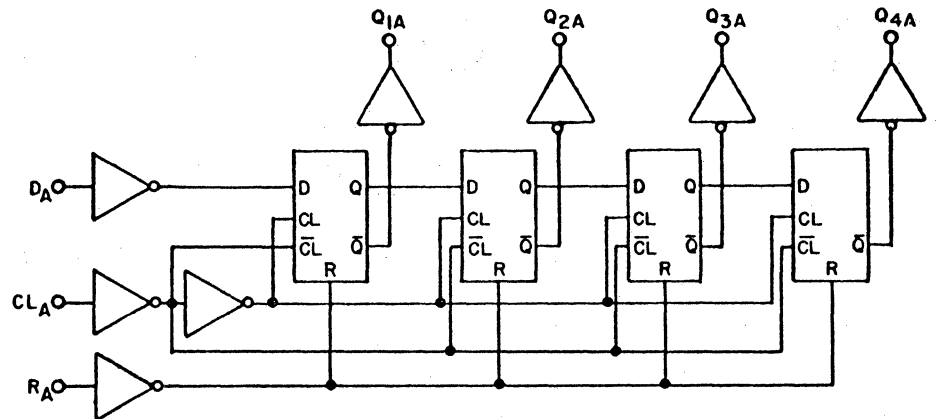 Q1A Q2A Q3A Q4A
D Q D Q D Q D
DA
CL CL CL CL
C̅L̅ Q̅ C̅L̅ Q̅ C̅L̅ Q̅ C̅L̅ Q̅
R R R R
CLA
RA